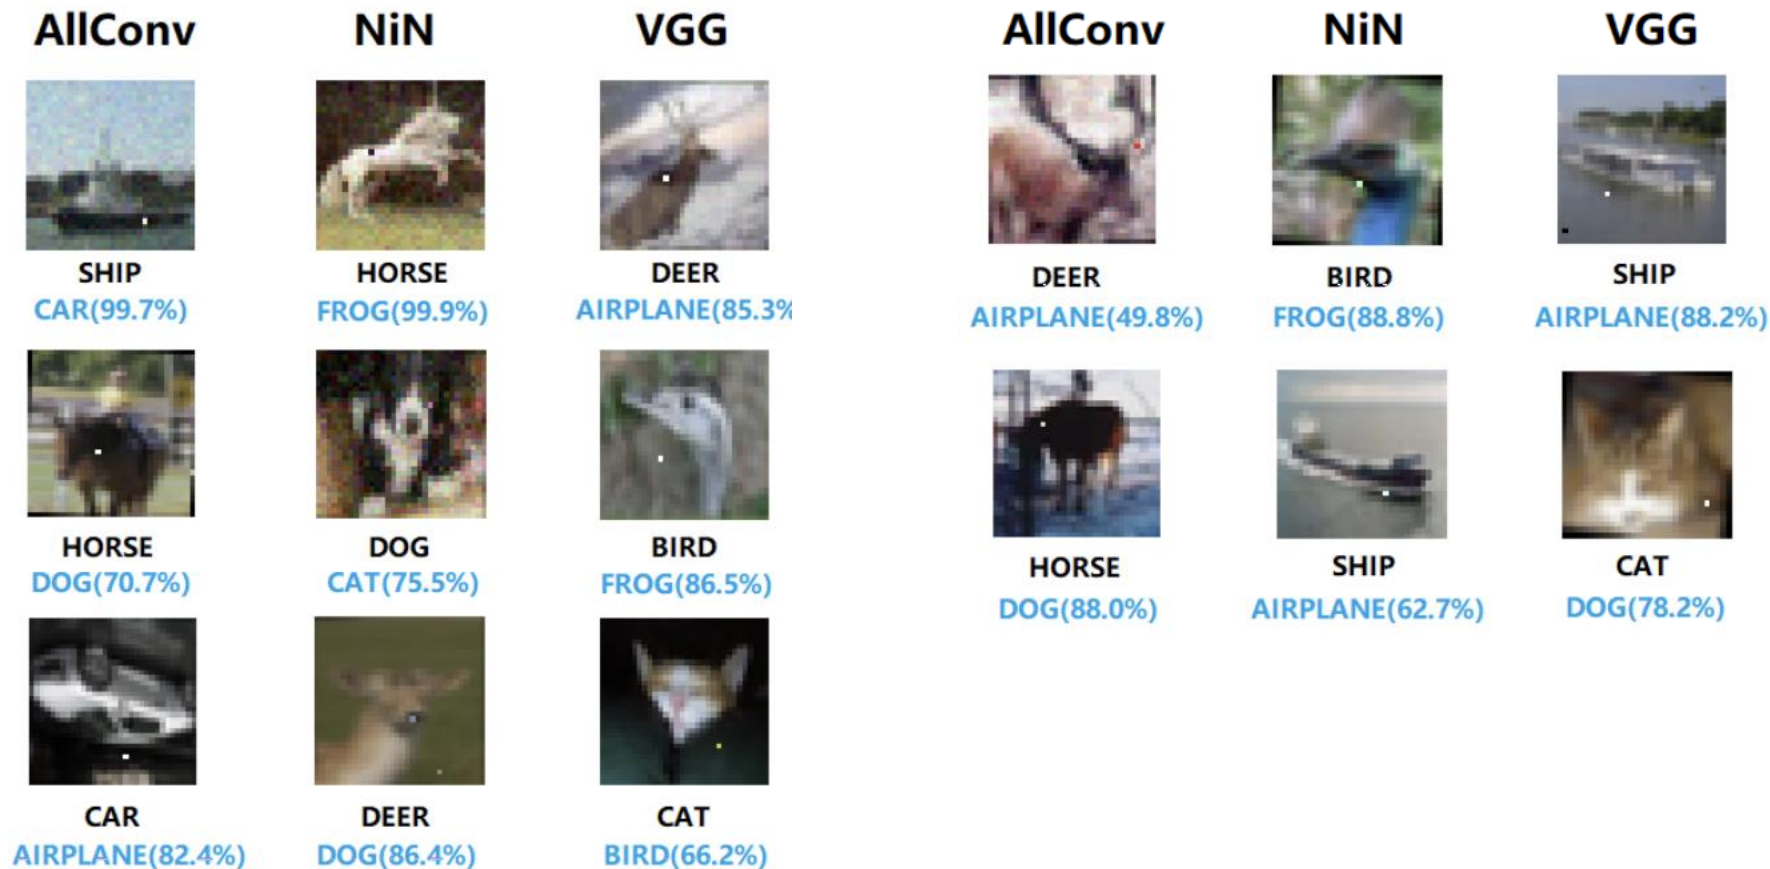 AllConv NiN VGG
SHIP HORSE DEER
CAR(99.7%) FROG(99.9%) AIRPLANE(85.3%
HORSE DOG BIRD
DOG(70.7%) CAT(75.5%) FROG(86.5%)
CAR DEER CAT
AIRPLANE(82.4%) DOG(86.4%) BIRD(66.2%)
AllConv NiN VGG
DEER BIRD SHIP
AIRPLANE(49.8%) FROG(88.8%) AIRPLANE(88.2%)
HORSE SHIP CAT
DOG(88.0%) AIRPLANE(62.7%) DOG(78.2%)